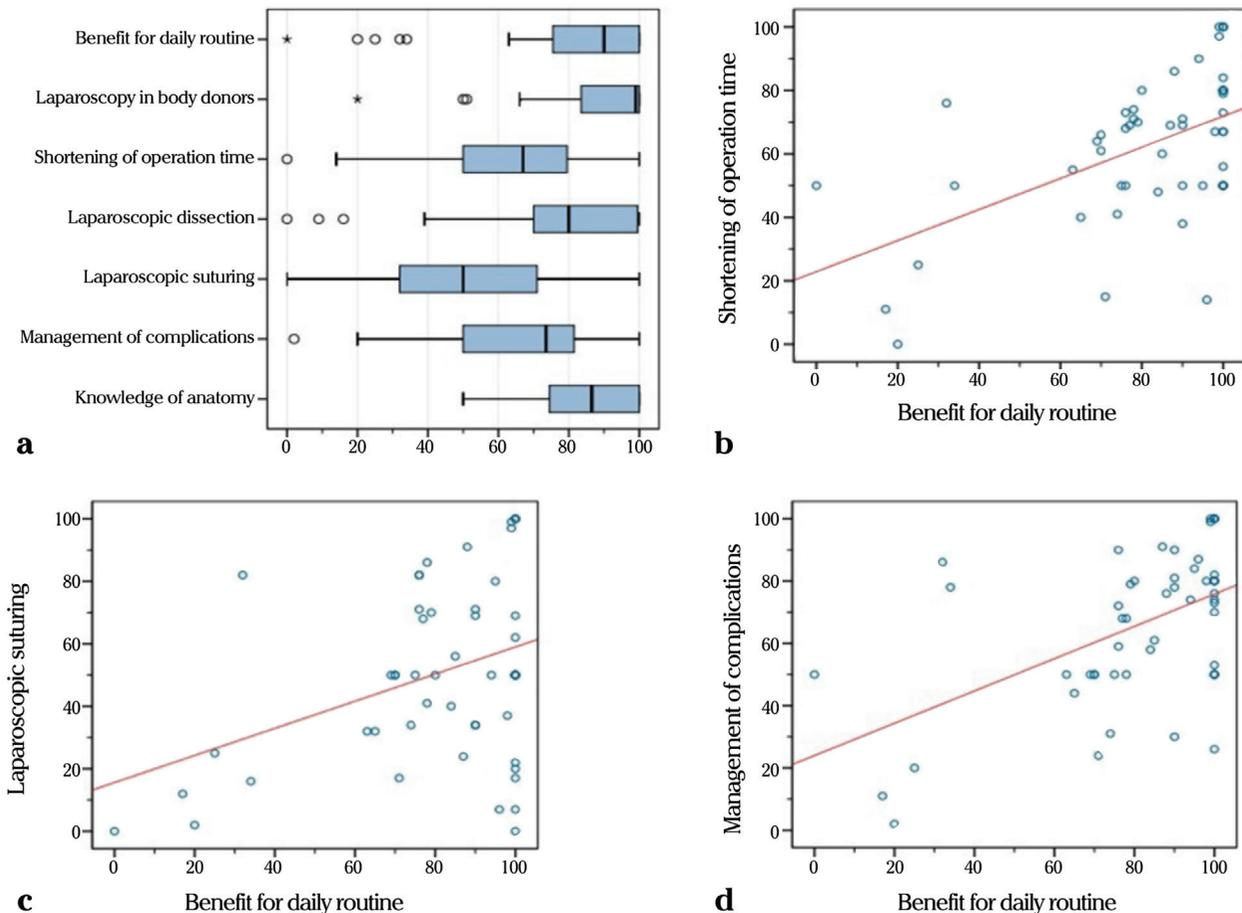 Benefit for daily routine
Laparoscopy in body donors
Shortening of operation time
Laparoscopic dissection
Laparoscopic suturing
Management of complications
Knowledge of anatomy
0 20 40 60 80 100
a
Shortening of operation time
100
80
60
40
20
0
0 20 40 60 80 100
Benefit for daily routine
b
Laparoscopic suturing
100
80
60
40
20
0
0 20 40 60 80 100
Benefit for daily routine
c
Management of complications
100
80
60
40
20
0
0 20 40 60 80 100
Benefit for daily routine
d